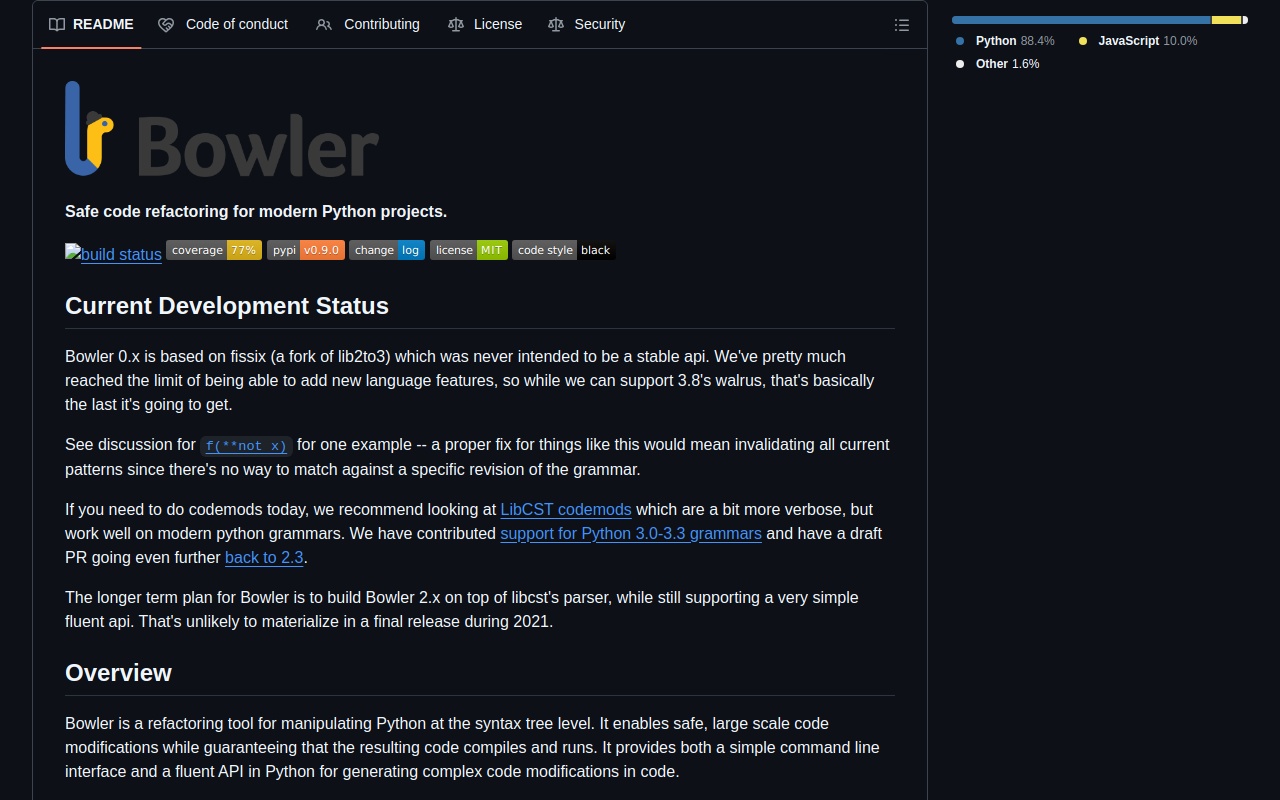 README Code of conduct Contributing License Security
Python 88.4% JavaScript 10.0%
Other 1.6%
Bowler
Safe code refactoring for modern Python projects.
build status coverage 77% pypi v0.9.0 change log license MIT code style black
Current Development Status
Bowler 0.x is based on fissix (a fork of lib2to3) which was never intended to be a stable api. We've pretty much
reached the limit of being able to add new language features, so while we can support 3.8's walrus, that's basically
the last it's going to get.
See discussion for f(**not x) for one example -- a proper fix for things like this would mean invalidating all current
patterns since there's no way to match against a specific revision of the grammar.
If you need to do codemods today, we recommend looking at LibCST codemods which are a bit more verbose, but
work well on modern python grammars. We have contributed support for Python 3.0-3.3 grammars and have a draft
PR going even further back to 2.3.
The longer term plan for Bowler is to build Bowler 2.x on top of libcst's parser, while still supporting a very simple
fluent api. That's unlikely to materialize in a final release during 2021.
Overview
Bowler is a refactoring tool for manipulating Python at the syntax tree level. It enables safe, large scale code
modifications while guaranteeing that the resulting code compiles and runs. It provides both a simple command line
interface and a fluent API in Python for generating complex code modifications in code.